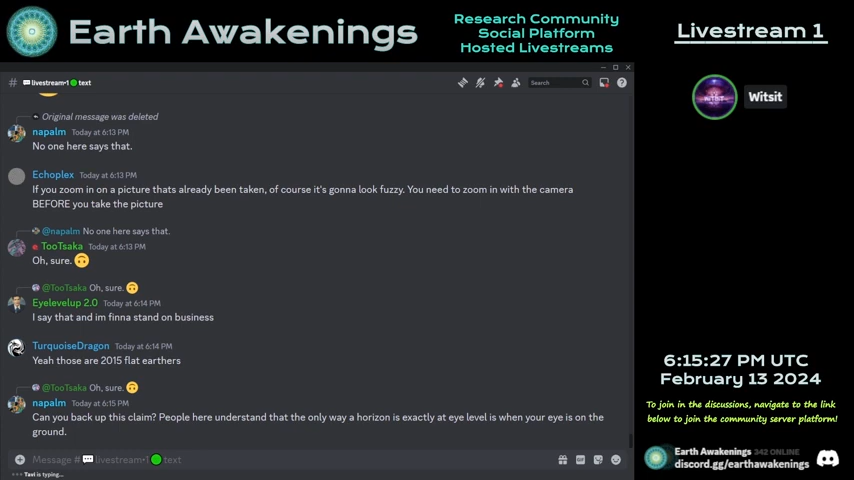 Earth Awakenings
Research Community
Social Platform
Hosted Livestreams
Livestream 1
# livestream-1 text
Search
WITSIT
Witsit
Original message was deleted
napalm Today at 6:13 PM
No one here says that.
Echoplex Today at 6:13 PM
If you zoom in on a picture thats already been taken, of course it's gonna look fuzzy. You need to zoom in with the camera
BEFORE you take the picture
@napalm No one here says that.
TooTsaka Today at 6:13 PM
Oh, sure. 🙃
@TooTsaka Oh, sure. 🙃
Eyelevelup 2.0 Today at 6:14 PM
I say that and im finna stand on business
TurquoiseDragon Today at 6:14 PM
Yeah those are 2015 flat earthers
@TooTsaka Oh, sure. 🙃
napalm Today at 6:15 PM
Can you back up this claim? People here understand that the only way a horizon is exactly at eye level is when your eye is on the
ground.
Message # livestream-1 text
GIF
Tavi is typing...
6:15:27 PM UTC
February 13 2024
To join in the discussions, navigate to the link
below to join the community server platform!
Earth Awakenings 342 ONLINE
discord.gg/earthawakenings